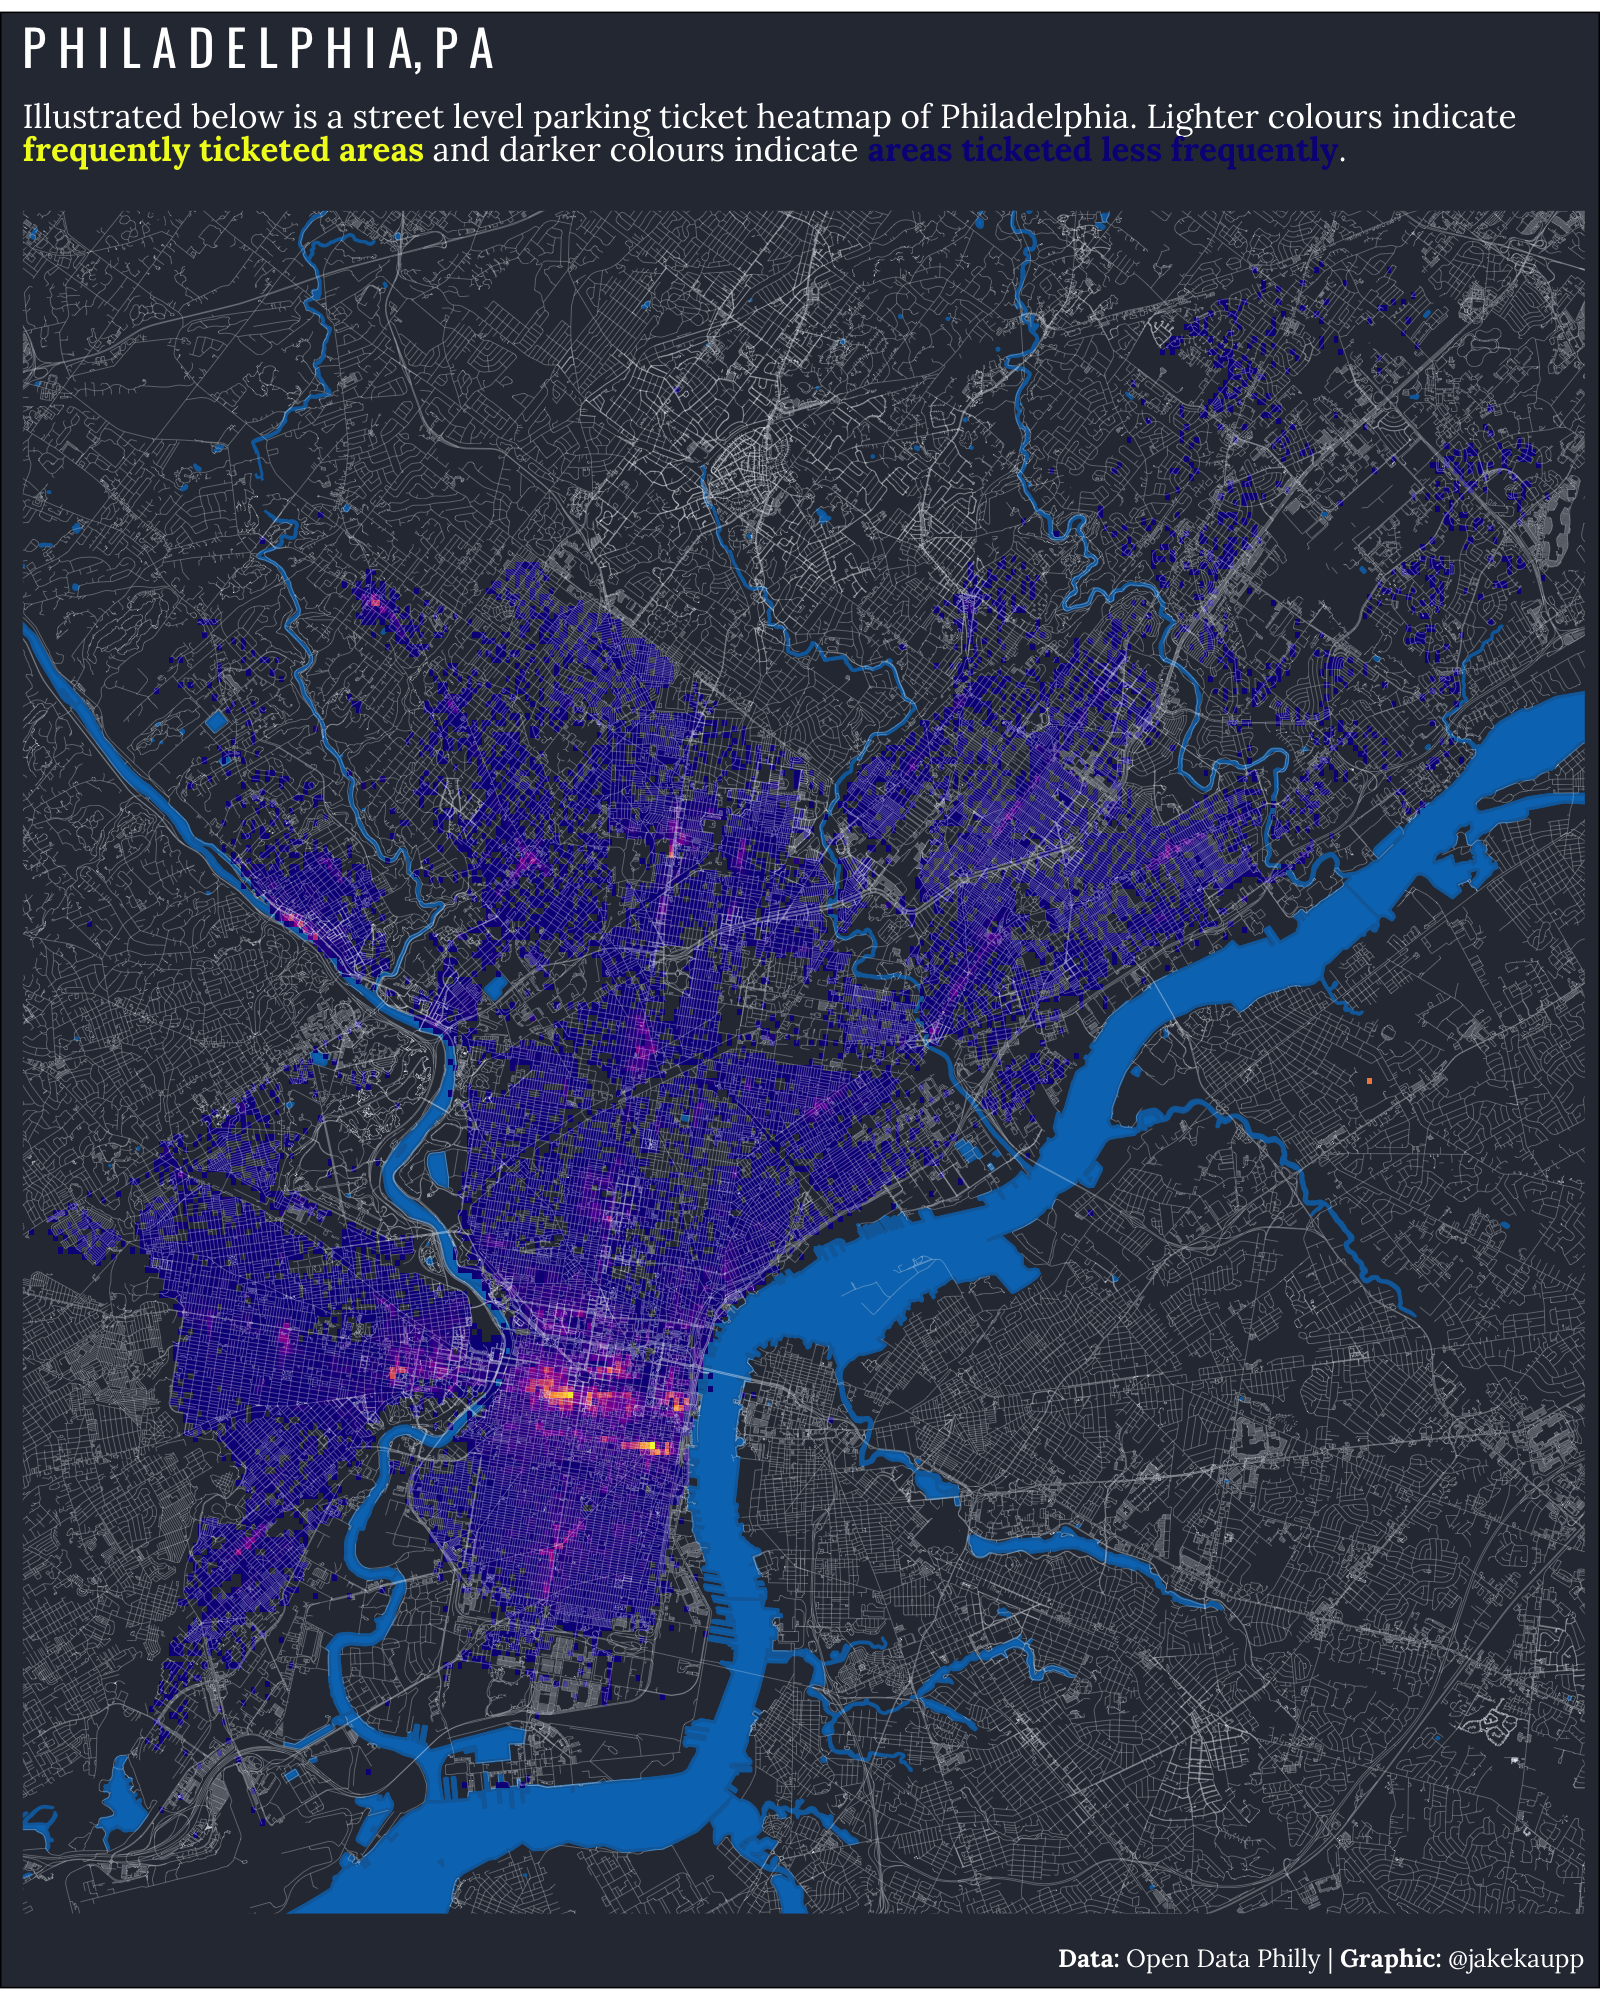 PHILADELPHIA, PA
Illustrated below is a street level parking ticket heatmap of Philadelphia. Lighter colours indicate
frequently ticketed areas and darker colours indicate areas ticketed less frequently.
Data: Open Data Philly | Graphic: @jakekaupp